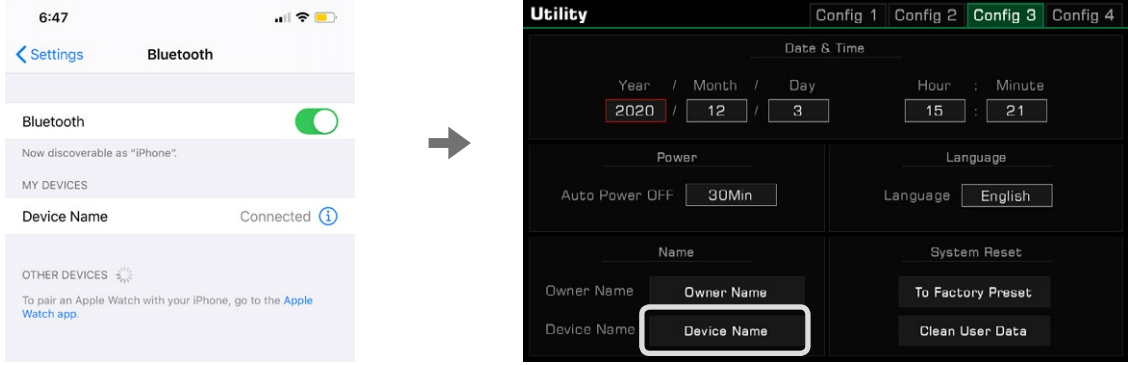 6:47
Settings
Bluetooth
Bluetooth
Now discoverable as “iPhone”.
MY DEVICES
Device Name Connected
OTHER DEVICES
To pair an Apple Watch with your iPhone, go to the Apple
Watch app.
Utility Config 1 Config 2 Config 3 Config 4
Date & Time
Year / Month / Day Hour : Minute
2020 / 12 / 3 15 : 21
Power
Auto Power OFF 30Min
Language
Language English
Name
Owner Name Owner Name
Device Name Device Name
System Reset
To Factory Preset
Clean User Data